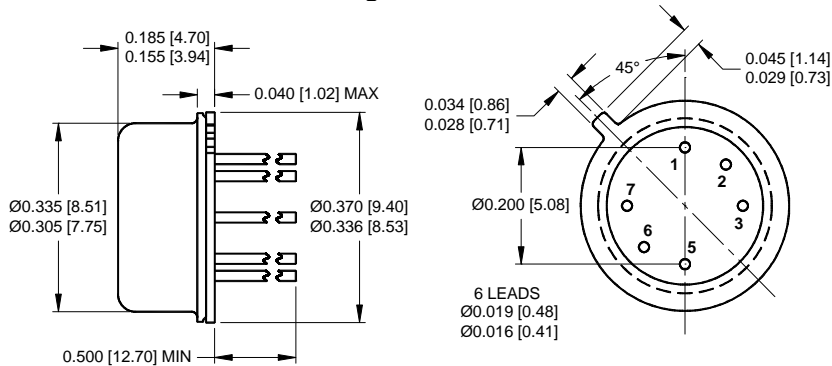 0.185 [4.70]
0.155 [3.94]
0.040 [1.02] MAX
Ø0.335 [8.51]
Ø0.305 [7.75]
Ø0.370 [9.40]
Ø0.336 [8.53]
0.500 [12.70] MIN
45°
0.045 [1.14]
0.029 [0.73]
0.034 [0.86]
0.028 [0.71]
Ø0.200 [5.08]
1
2
3
5
6
7
6 LEADS
Ø0.019 [0.48]
Ø0.016 [0.41]